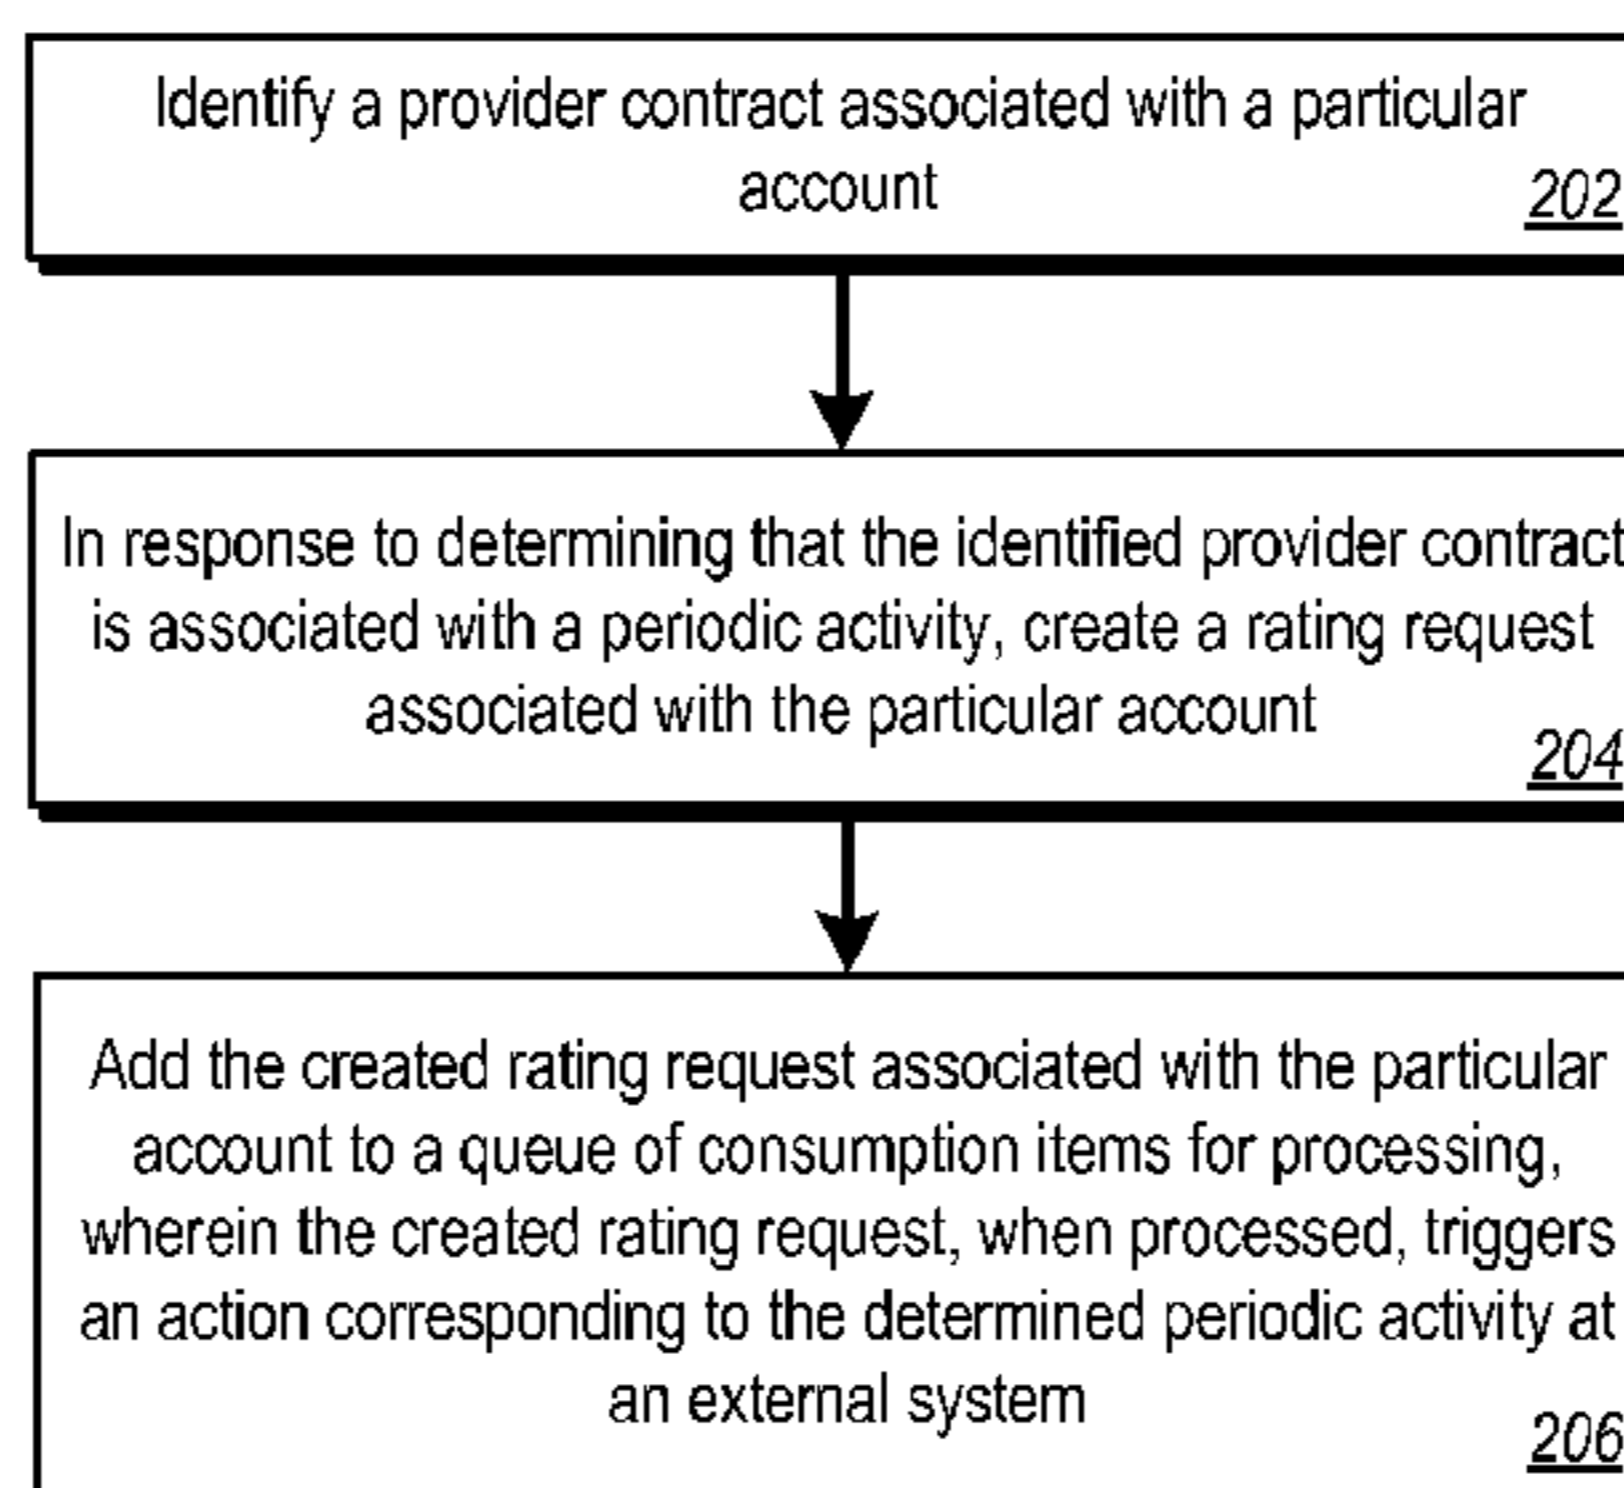 Identify a provider contract associated with a particular
account
202
In response to determining that the identified provider contract
is associated with a periodic activity, create a rating request
associated with the particular account
204
Add the created rating request associated with the particular
account to a queue of consumption items for processing,
wherein the created rating request, when processed, triggers
an action corresponding to the determined periodic activity at
an external system
206